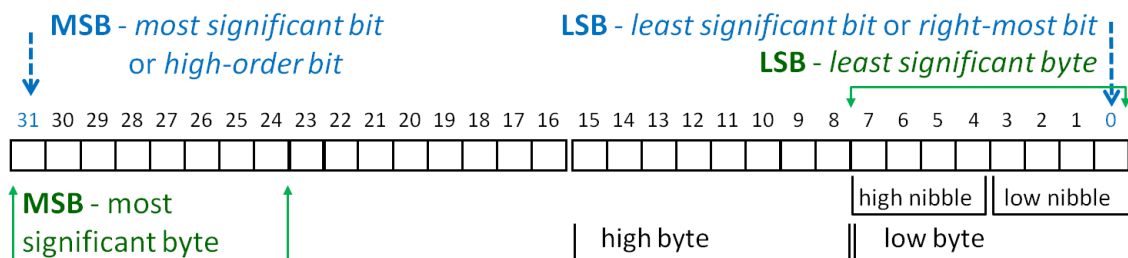 MSB - most significant bit
or high-order bit
LSB - least significant bit or right-most bit
LSB - least significant byte
31 30 29 28 27 26 25 24 23 22 21 20 19 18 17 16 15 14 13 12 11 10 9 8 7 6 5 4 3 2 1 0
MSB - most
significant byte
high nibble low nibble
high byte low byte